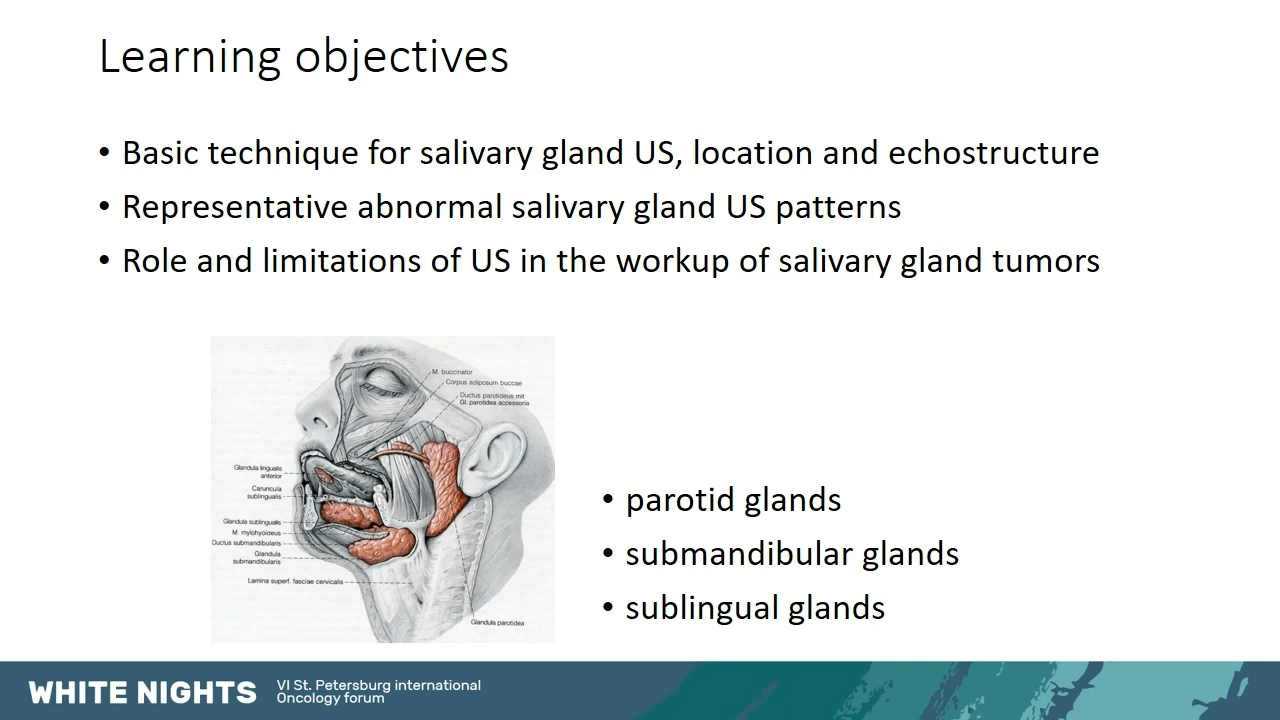 Learning objectives
• Basic technique for salivary gland US, location and echostructure
• Representative abnormal salivary gland US patterns
• Role and limitations of US in the workup of salivary gland tumors
M. buccinator
Corpus adiposum buccae
Ductus parotideus mit
Gl. parotidea accessoria
Glandula lingualis
anterior
Caruncula
sublingualis
Glandula sublingualis
M. mylohyoideus
Ductus submandibularis
Glandula
submandibularis
Lamina superf. fasciae cervicalis
Glandula parotidea
• parotid glands
• submandibular glands
• sublingual glands
WHITE NIGHTS
VI St. Petersburg international
Oncology forum